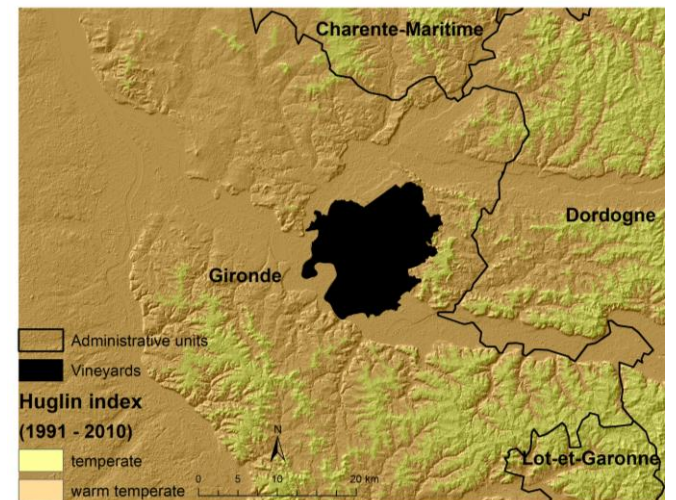 Charente-Maritime
Dordogne
Gironde
Administrative units
Vineyards
Huglin index
(1991 - 2010)
temperate
warm temperate
N
0 5 10 20 km
Lot-et-Garonne